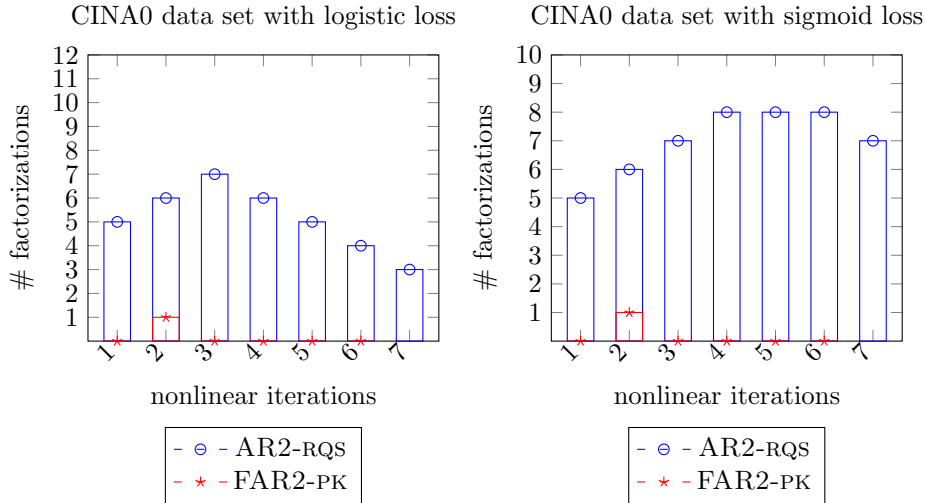 CINA0 data set with logistic loss
12
11
10
9
8
7
6
5
4
3
2
1
# factorizations
1 2 3 4 5 6 7
nonlinear iterations
AR2-RQS
FAR2-PK
CINA0 data set with sigmoid loss
10
9
8
7
6
5
4
3
2
1
# factorizations
1 2 3 4 5 6 7
nonlinear iterations
AR2-RQS
FAR2-PK